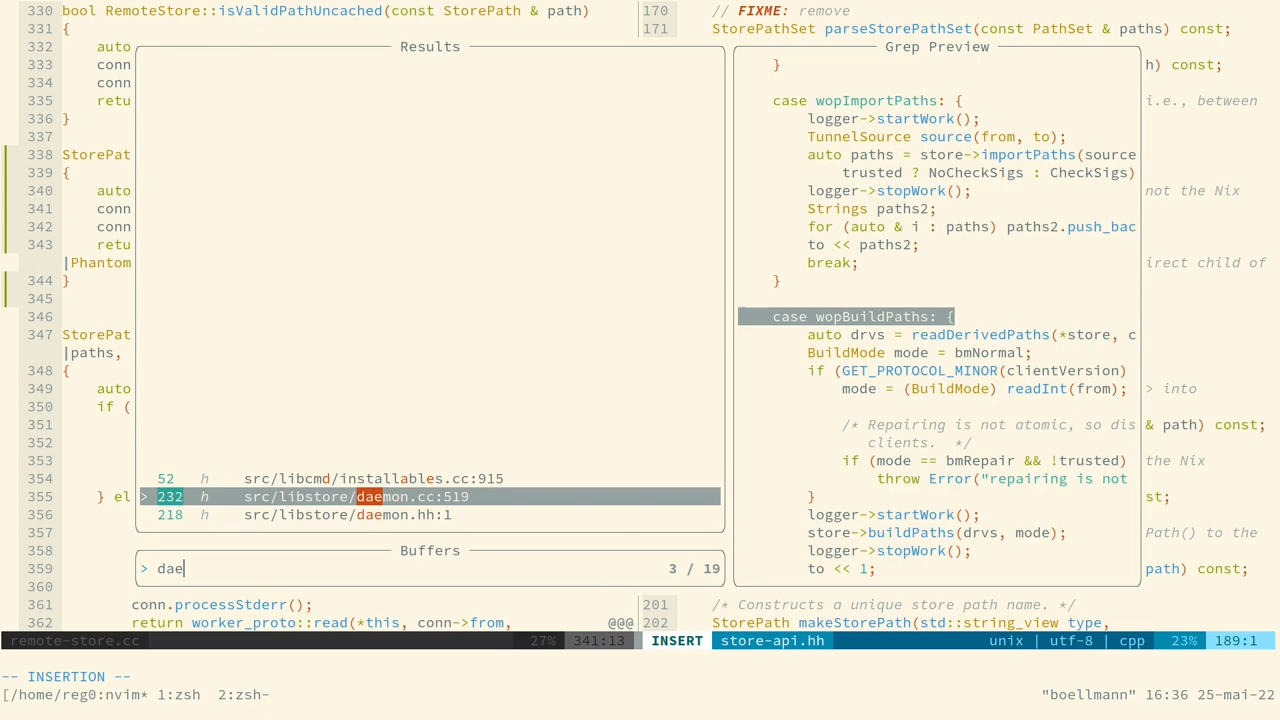 330 bool RemoteStore::isValidPathUncached(const StorePath & path)
331 {
332     auto
333     conn
334     conn
335     retu
336 }
337
338 StorePat
339 {
340     auto
341     conn
342     conn
343     retu
|Phantom
344 }
345
346
347 StorePat
|paths,
348 {
349     auto
350     if (
351
352
353
354
355     } el
356
357
358
359
360
361         conn.processStderr();
362         return worker_proto::read(*this, conn->from, @@@
Results
52 h src/libcmd/installables.cc:915
> 232 h src/libstore/daemon.cc:519
218 h src/libstore/daemon.hh:1
Buffers
> dae 3 / 19
170     // FIXME: remove
171     StorePathSet parseStorePathSet(const PathSet & paths) const;
Grep Preview
    }
    case wopImportPaths: {
        logger->startWork();
        TunnelSource source(from, to);
        auto paths = store->importPaths(source
            trusted ? NoCheckSigs : CheckSigs)
        logger->stopWork();
        Strings paths2;
        for (auto & i : paths) paths2.push_bac
        to << paths2;
        break;
    }
    case wopBuildPaths: {
        auto drvs = readDerivedPaths(*store, c
        BuildMode mode = bmNormal;
        if (GET_PROTOCOL_MINOR(clientVersion)
            mode = (BuildMode) readInt(from);
            /* Repairing is not atomic, so dis
               clients.  */
            if (mode == bmRepair && !trusted)
                throw Error("repairing is not
        }
        logger->startWork();
        store->buildPaths(drvs, mode);
        logger->stopWork();
        to << 1;
h) const;
i.e., between
not the Nix
irect child of
> into
& path) const;
the Nix
st;
Path() to the
path) const;
201     /* Constructs a unique store path name. */
202     StorePath makeStorePath(std::string_view type,
remote-store.cc 27% 341:13
INSERT store-api.hh unix | utf-8 | cpp 23% 189:1
-- INSERTION --
[/home/reg0:nvim* 1:zsh  2:zsh- "boellmann" 16:36 25-mai-22